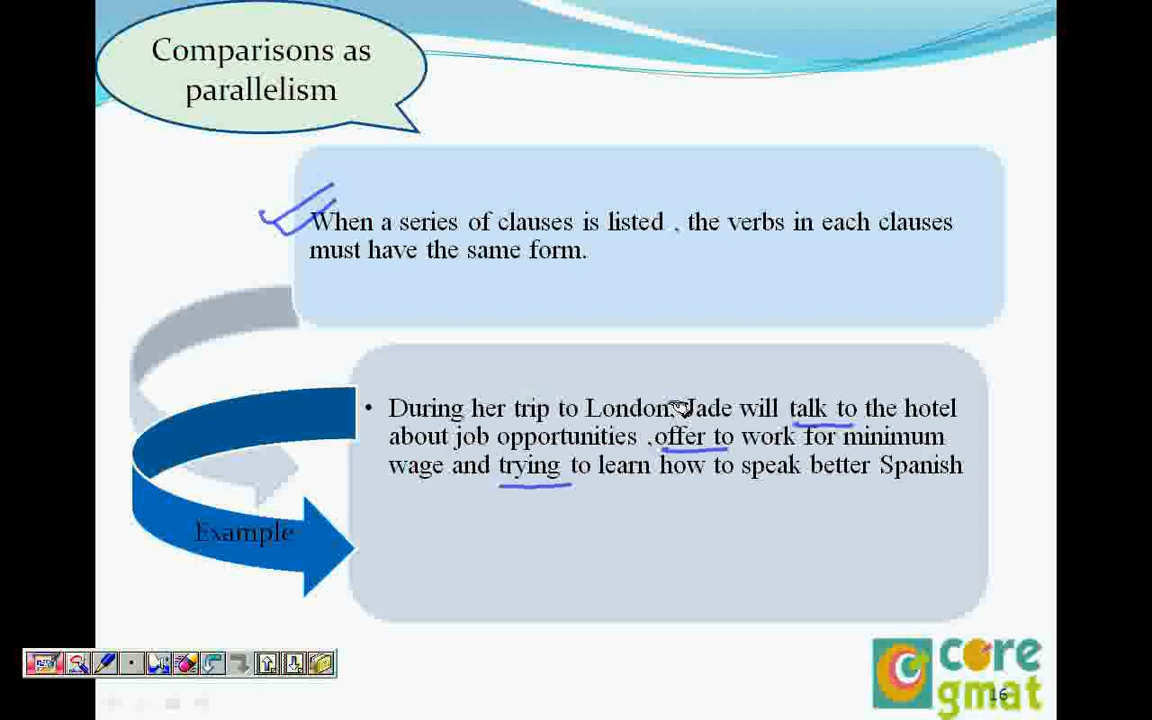 Comparisons as
parallelism
When a series of clauses is listed , the verbs in each clauses
must have the same form.
• During her trip to London, Jade will talk to the hotel
about job opportunities ,offer to work for minimum
wage and trying to learn how to speak better Spanish
Example
core
gmat
16